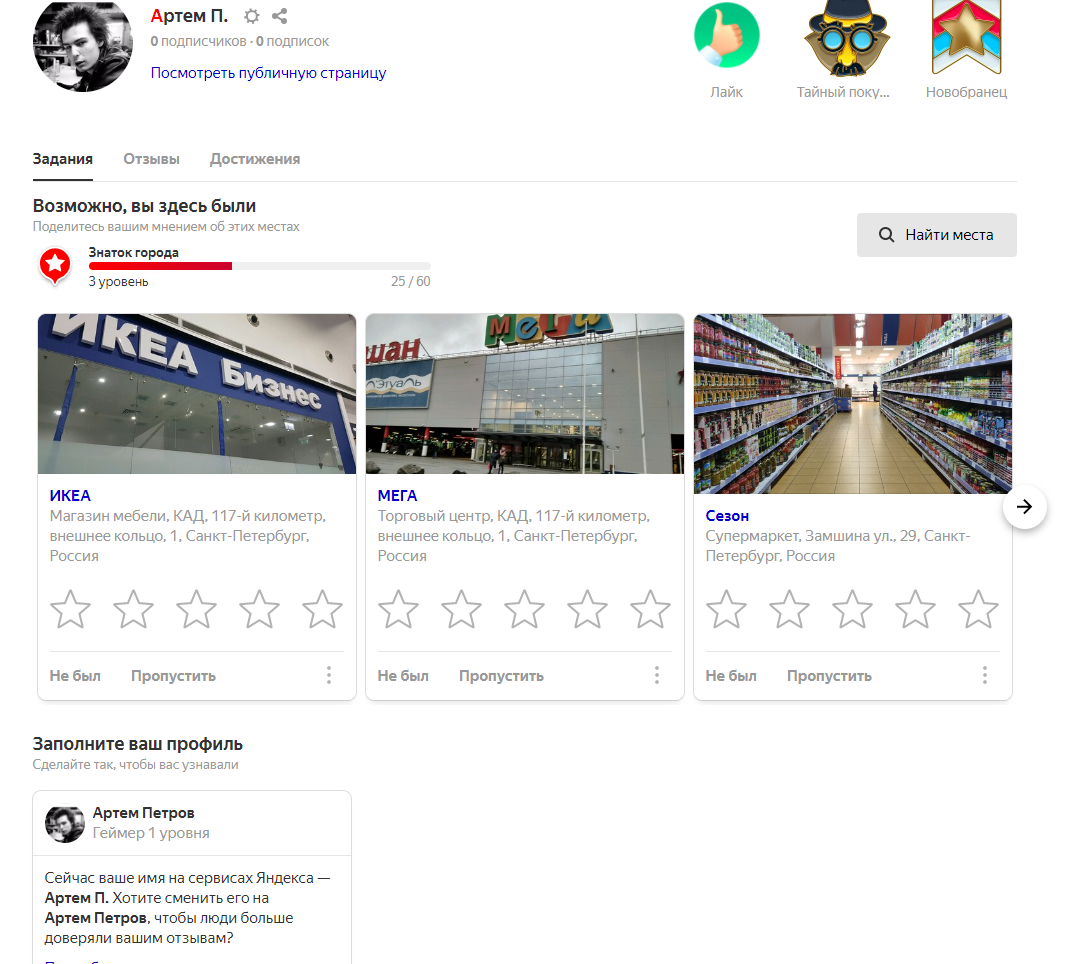 Артем П.
0 подписчиков · 0 подписок
Посмотреть публичную страницу
Лайк
Тайный поку...
Новобранец
Задания
Отзывы
Достижения
Возможно, вы здесь были
Поделитесь вашим мнением об этих местах
Найти места
Знаток города
3 уровень
25 / 60
ИКЕА Бизнес
МЕГА
Этуаль
ИКЕА
Магазин мебели, КАД, 117-й километр,
внешнее кольцо, 1, Санкт-Петербург,
Россия
Не был
Пропустить
МЕГА
Торговый центр, КАД, 117-й километр,
внешнее кольцо, 1, Санкт-Петербург,
Россия
Не был
Пропустить
Сезон
Супермаркет, Замшина ул., 29, Санкт-
Петербург, Россия
Не был
Пропустить
Заполните ваш профиль
Сделайте так, чтобы вас узнавали
Артем Петров
Геймер 1 уровня
Сейчас ваше имя на сервисах Яндекса —
Артем П. Хотите сменить его на
Артем Петров, чтобы люди больше
доверяли вашим отзывам?